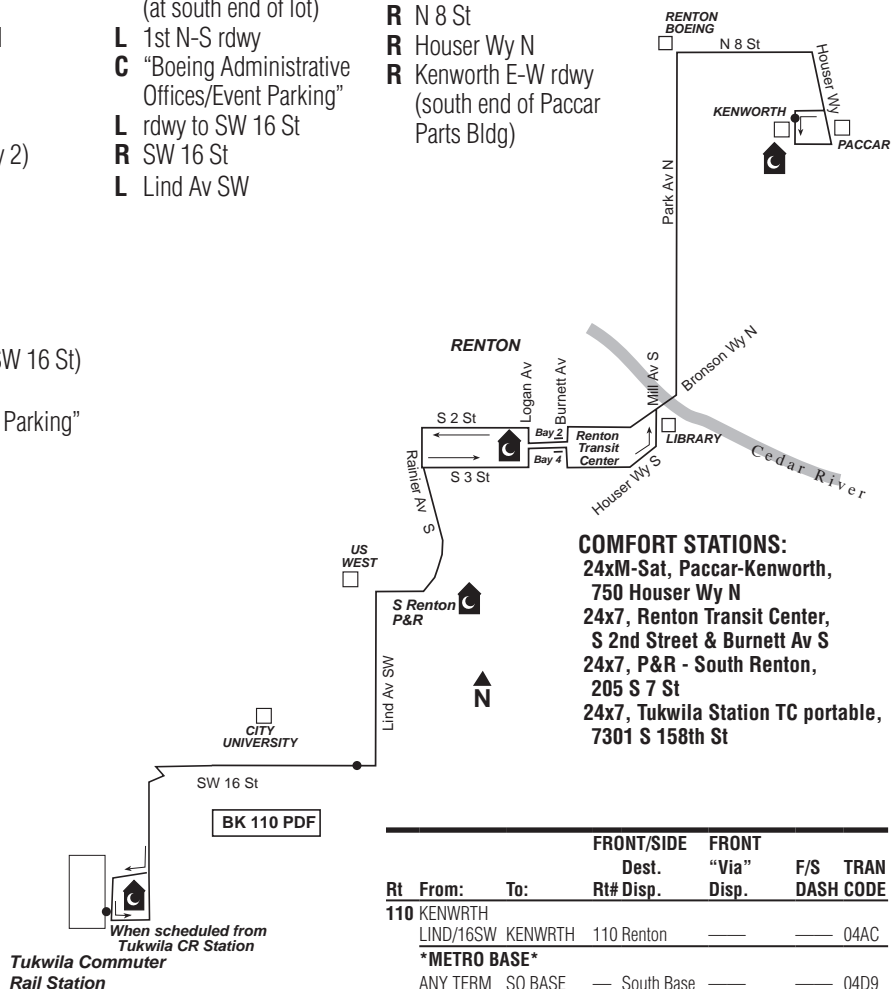 (at south end of lot)
L 1st N-S rdwy
C “Boeing Administrative
Offices/Event Parking”
L rdwy to SW 16 St
R SW 16 St
L Lind Av SW
2)
SW 16 St)
Parking”
R N 8 St
R Houser Wy N
R Kenworth E-W rdwy
(south end of Paccar
Parts Bldg)
RENTON
BOEING
N 8 St
Houser Wy
KENWORTH
PACCAR
Park Av N
RENTON
Logan Av
Burnett Av
Mill Av S
Bronson Wy N
S 2 St
Bay 2
Renton
Transit
Center
Bay 4
LIBRARY
S 3 St
Houser Wy S
Cedar River
Rainier Av S
US
WEST
S Renton
P&R
Lind Av SW
N
COMFORT STATIONS:
24xM-Sat, Paccar-Kenworth,
750 Houser Wy N
24x7, Renton Transit Center,
S 2nd Street & Burnett Av S
24x7, P&R - South Renton,
205 S 7 St
24x7, Tukwila Station TC portable,
7301 S 158th St
CITY
UNIVERSITY
SW 16 St
BK 110 PDF
When scheduled from
Tukwila CR Station
Tukwila Commuter
Rail Station
FRONT/SIDE FRONT
Dest. “Via” F/S TRAN
Rt From: To: Rt# Disp. Disp. DASH CODE
110 KENWRTH
LIND/16SW KENWRTH 110 Renton —— —— 04AC
*METRO BASE*
ANY TERM SO BASE — South Base —— —— 04D9